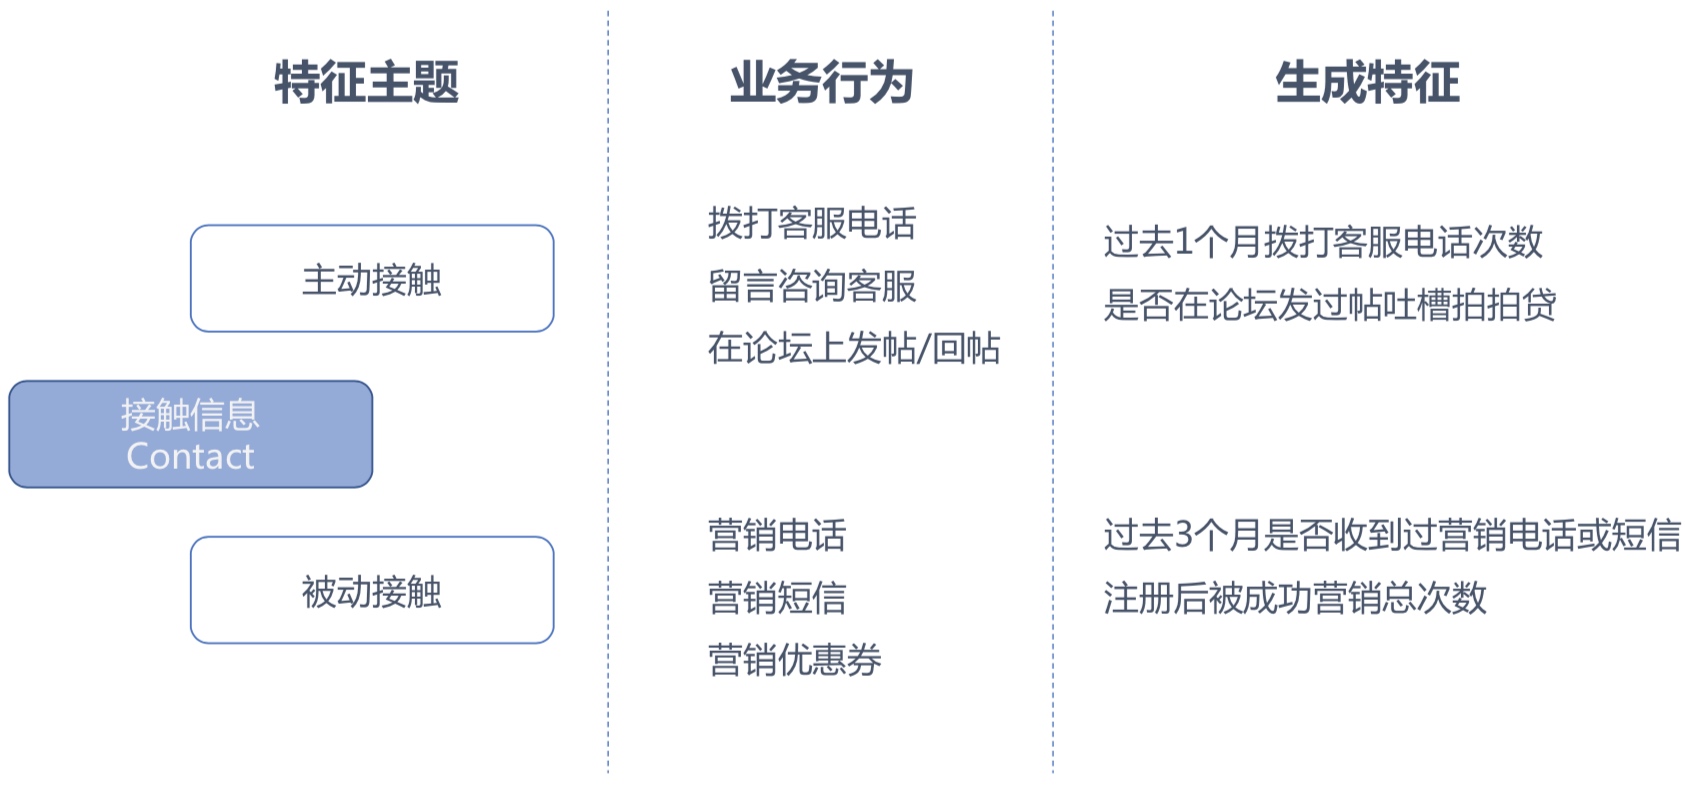 特征主题
业务行为
生成特征
主动接触
拨打客服电话
留言咨询客服
在论坛上发帖/回帖
过去1个月拨打客服电话次数
是否在论坛发过帖吐槽拍拍贷
接触信息
Contact
被动接触
营销电话
营销短信
营销优惠券
过去3个月是否收到过营销电话或短信
注册后被成功营销总次数